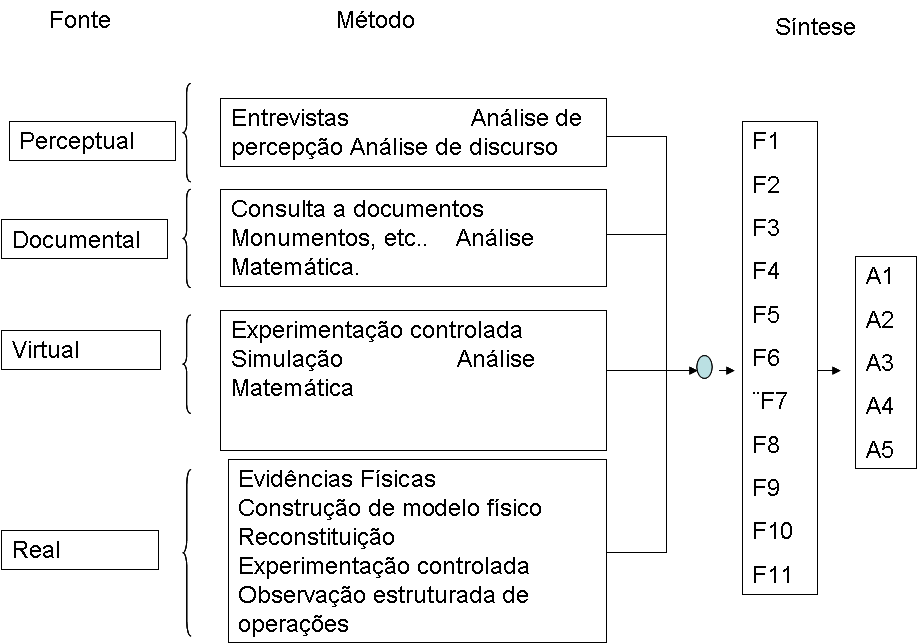 Fonte
Método
Síntese
Perceptual
Entrevistas Análise de
percepção Análise de discurso
Documental
Consulta a documentos
Monumentos, etc.. Análise
Matemática.
Virtual
Experimentação controlada
Simulação Análise
Matemática
Real
Evidências Físicas
Construção de modelo físico
Reconstituição
Experimentação controlada
Observação estruturada de
operações
F1
F2
F3
F4
F5
F6
¨F7
F8
F9
F10
F11
A1
A2
A3
A4
A5